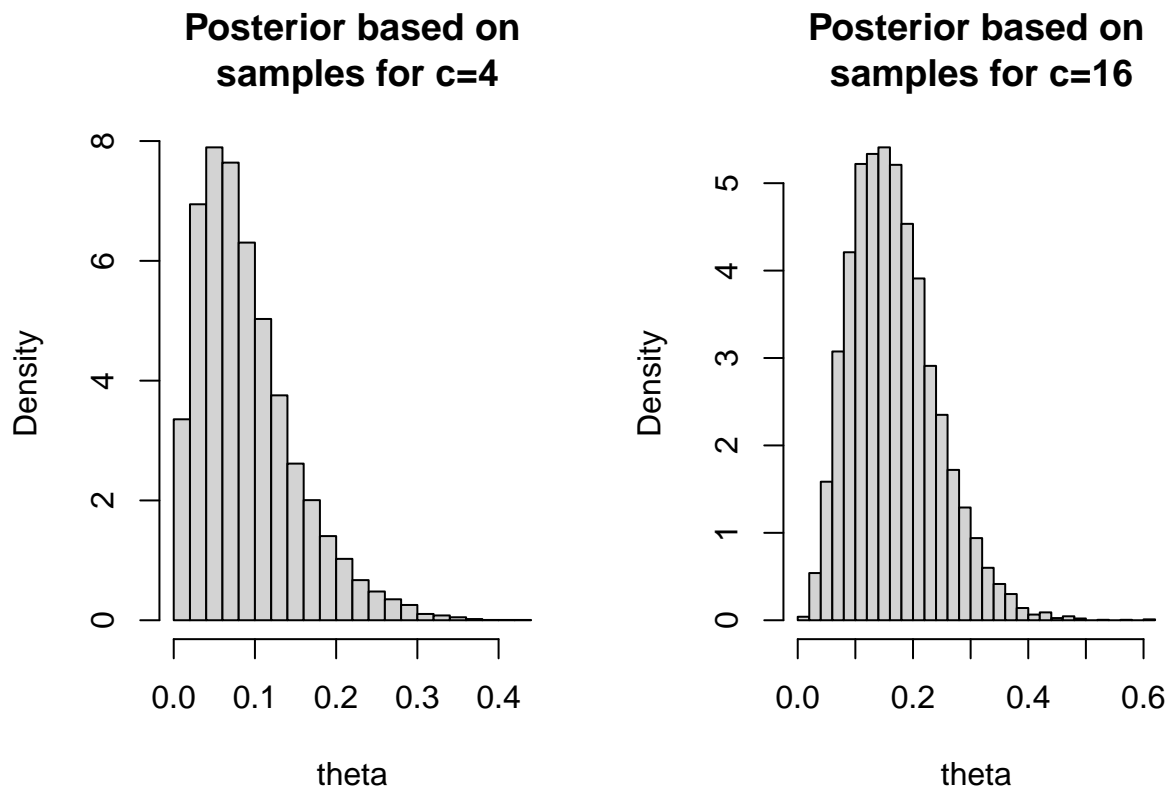 Posterior based on
samples for c=4
Density
0 2 4 6 8
0.0 0.1 0.2 0.3 0.4
theta
Posterior based on
samples for c=16
Density
0 1 2 3 4 5
0.0 0.2 0.4 0.6
theta